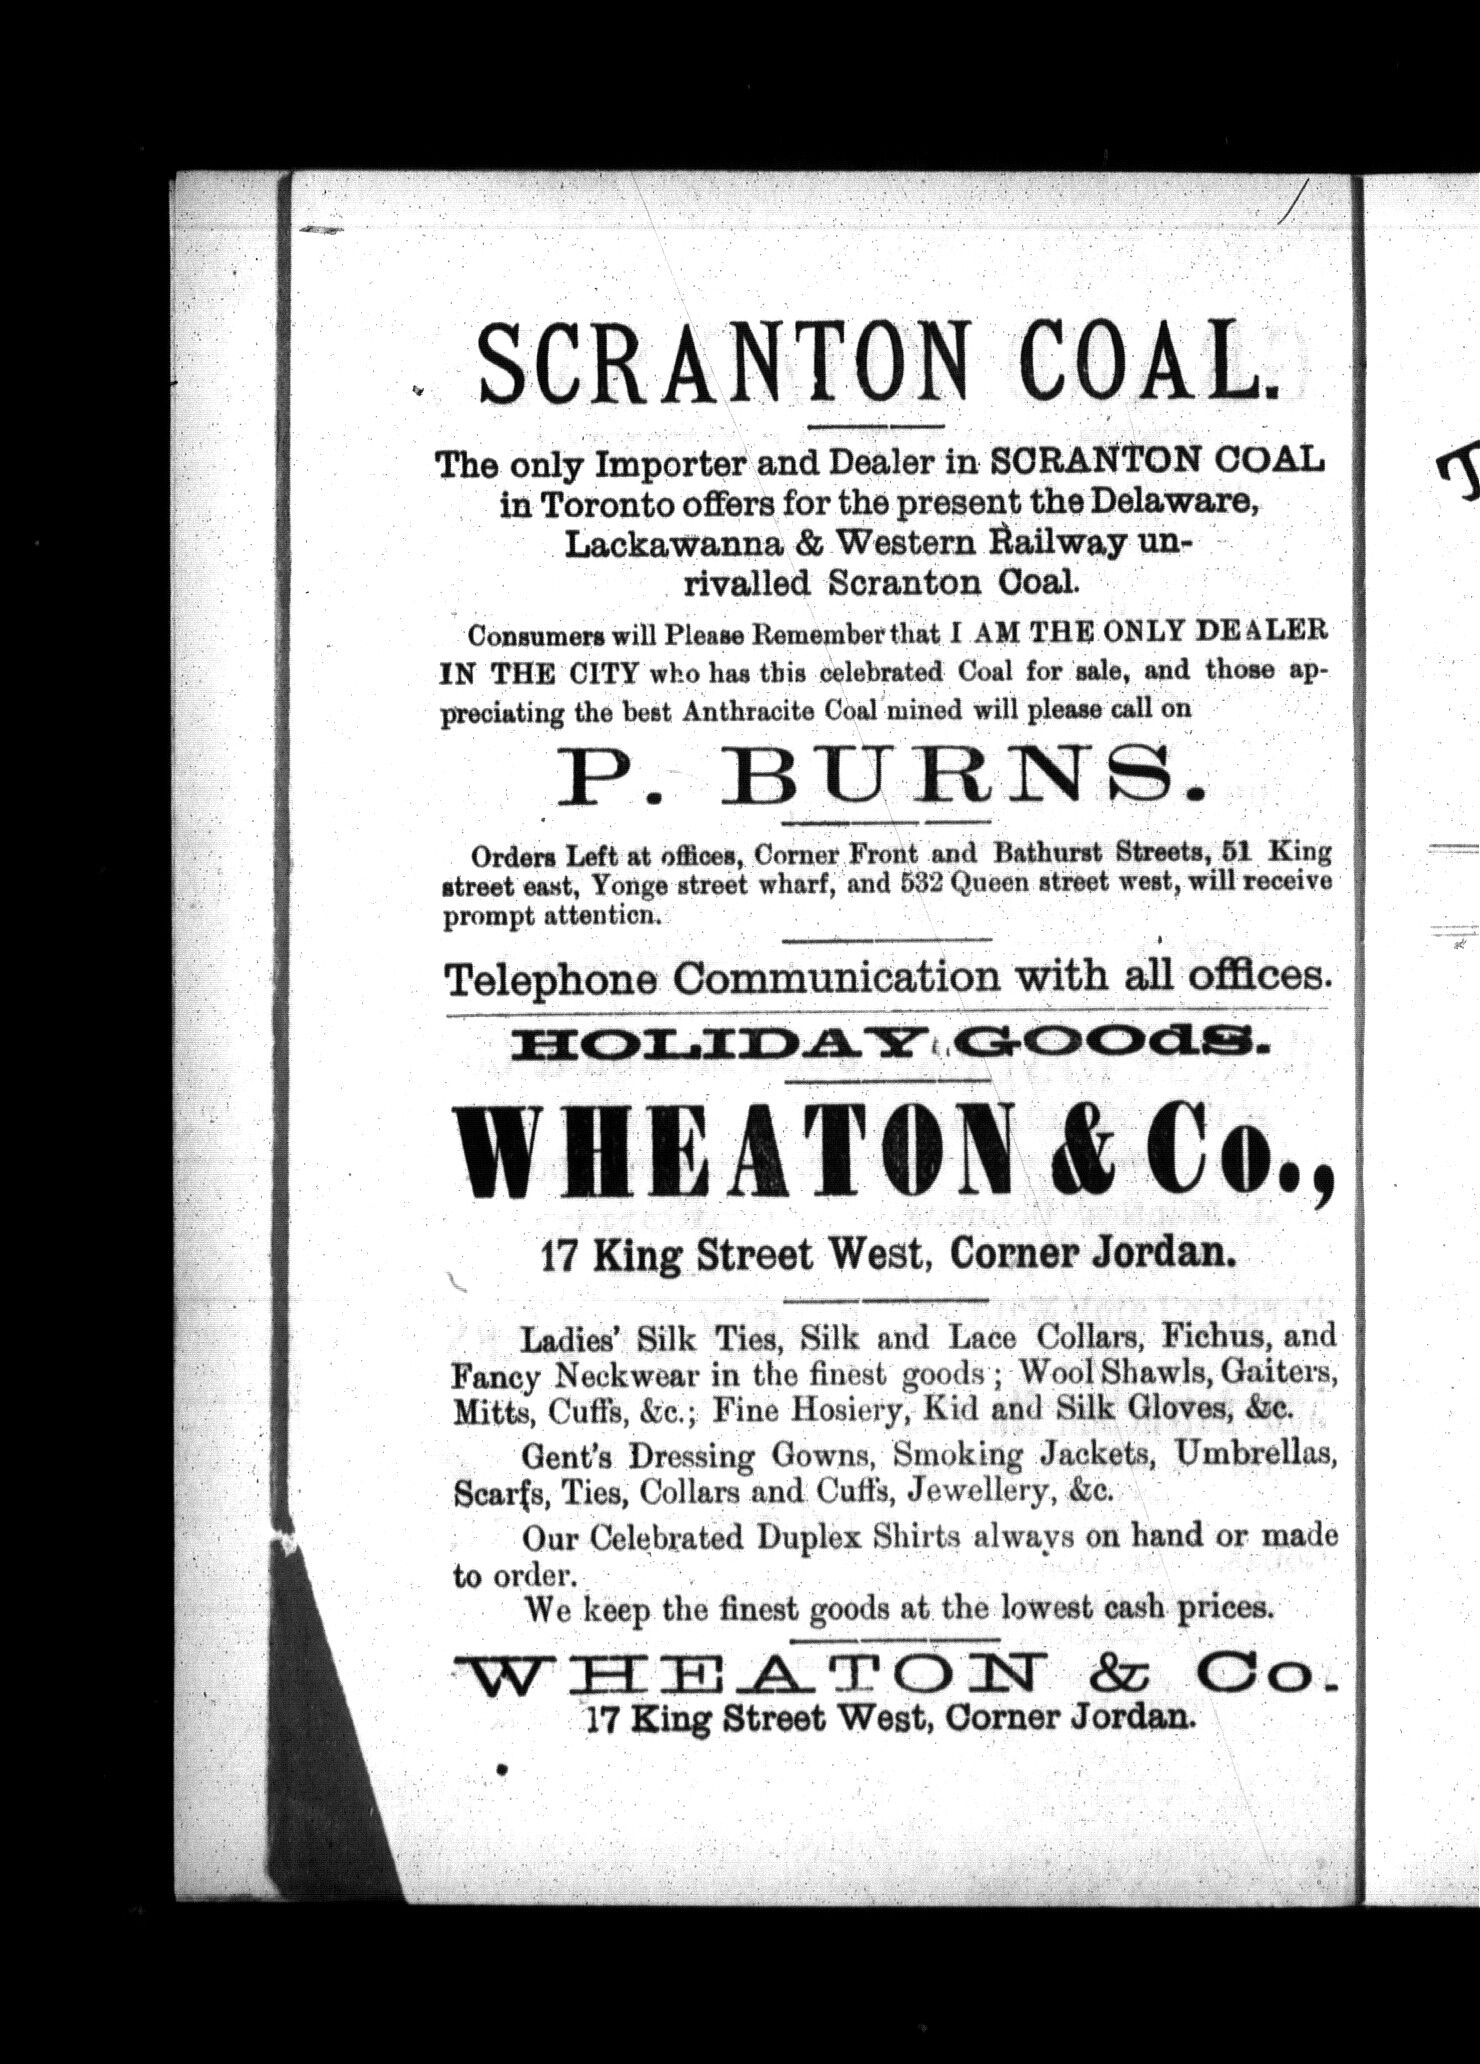 SCRANTON COAL.
The only Importer and Dealer in SCRANTON COAL
in Toronto offers for the present the Delaware,
Lackawanna & Western Railway un-
rivalled Scranton Coal.
Consumers will Please Remember that I AM THE ONLY DEALER
IN THE CITY who has this celebrated Coal for sale, and those ap-
preciating the best Anthracite Coal mined will please call on
P. BURNS.
Orders Left at offices, Corner Front and Bathurst Streets, 51 King
street east, Yonge street wharf, and 532 Queen street west, will receive
prompt attention.
Telephone Communication with all offices.
HOLIDAY GOOdS.
WHEATON & Co.,
17 King Street West, Corner Jordan.
Ladies' Silk Ties, Silk and Lace Collars, Fichus, and
Fancy Neckwear in the finest goods; Wool Shawls, Gaiters,
Mitts, Cuffs, &c.; Fine Hosiery, Kid and Silk Gloves, &c.
Gent's Dressing Gowns, Smoking Jackets, Umbrellas,
Scarfs, Ties, Collars and Cuffs, Jewellery, &c.
Our Celebrated Duplex Shirts always on hand or made
to order.
We keep the finest goods at the lowest cash prices.
WHEATON & Co.
17 King Street West, Corner Jordan.